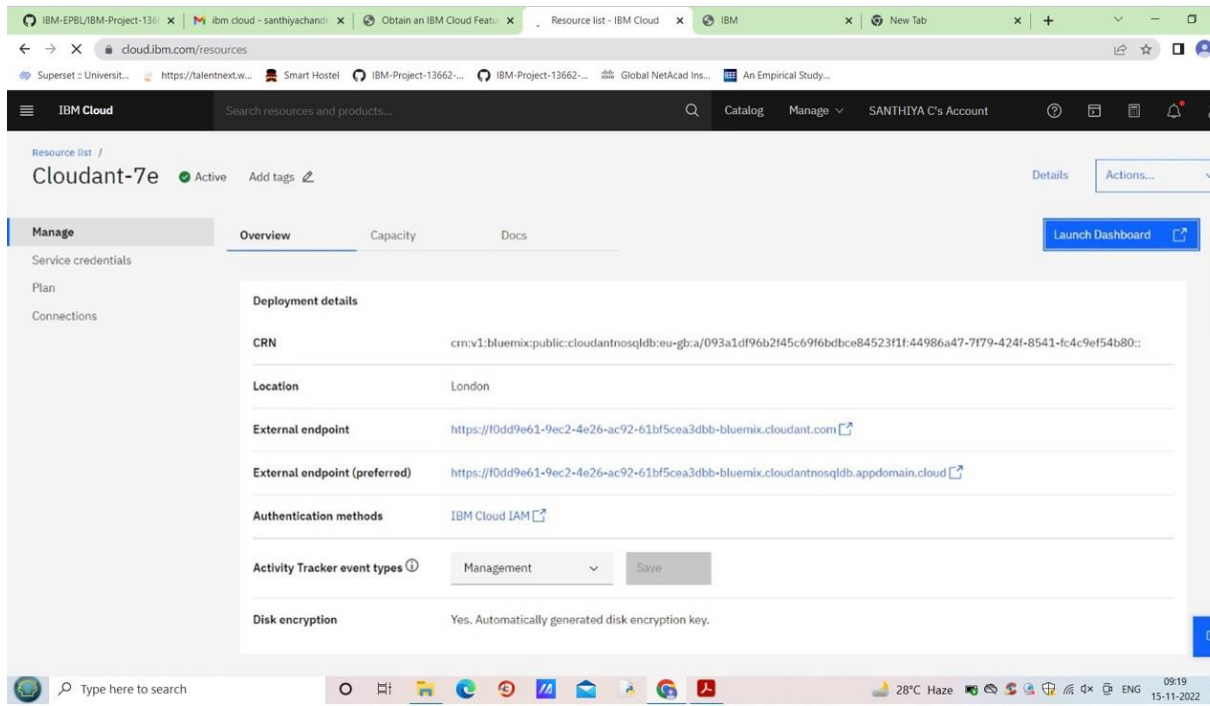 IBM-EPBL/IBM-Project-136 ibm cloud - santhiyachand Obtain an IBM Cloud Featu Resource list - IBM Cloud IBM New Tab
cloud.ibm.com/resources
Superset :: Universit... https://talentnext.w... Smart Hostel IBM-Project-13662-... IBM-Project-13662-... Global NetAcad Ins... An Empirical Study...
IBM Cloud Search resources and products... Catalog Manage SANTHIYA C's Account
Resource list /
Cloudant-7e Active Add tags Details Actions...
Manage Overview Capacity Docs Launch Dashboard
Service credentials
Plan
Connections
Deployment details
CRN crn:v1:bluemix:public:cloudantnosqldb:eu-gb:a/093a1df96b2f45c69f6bdbce84523f1f:44986a47-7f79-424f-8541-fc4c9ef54b80::
Location London
External endpoint https://f0dd9e61-9ec2-4e26-ac92-61bf5cea3dbb-bluemix.cloudant.com
External endpoint (preferred) https://f0dd9e61-9ec2-4e26-ac92-61bf5cea3dbb-bluemix.cloudantnosqldb.appdomain.cloud
Authentication methods IBM Cloud IAM
Activity Tracker event types Management Save
Disk encryption Yes. Automatically generated disk encryption key.
Type here to search 28°C Haze ENG 09:19
15-11-2022